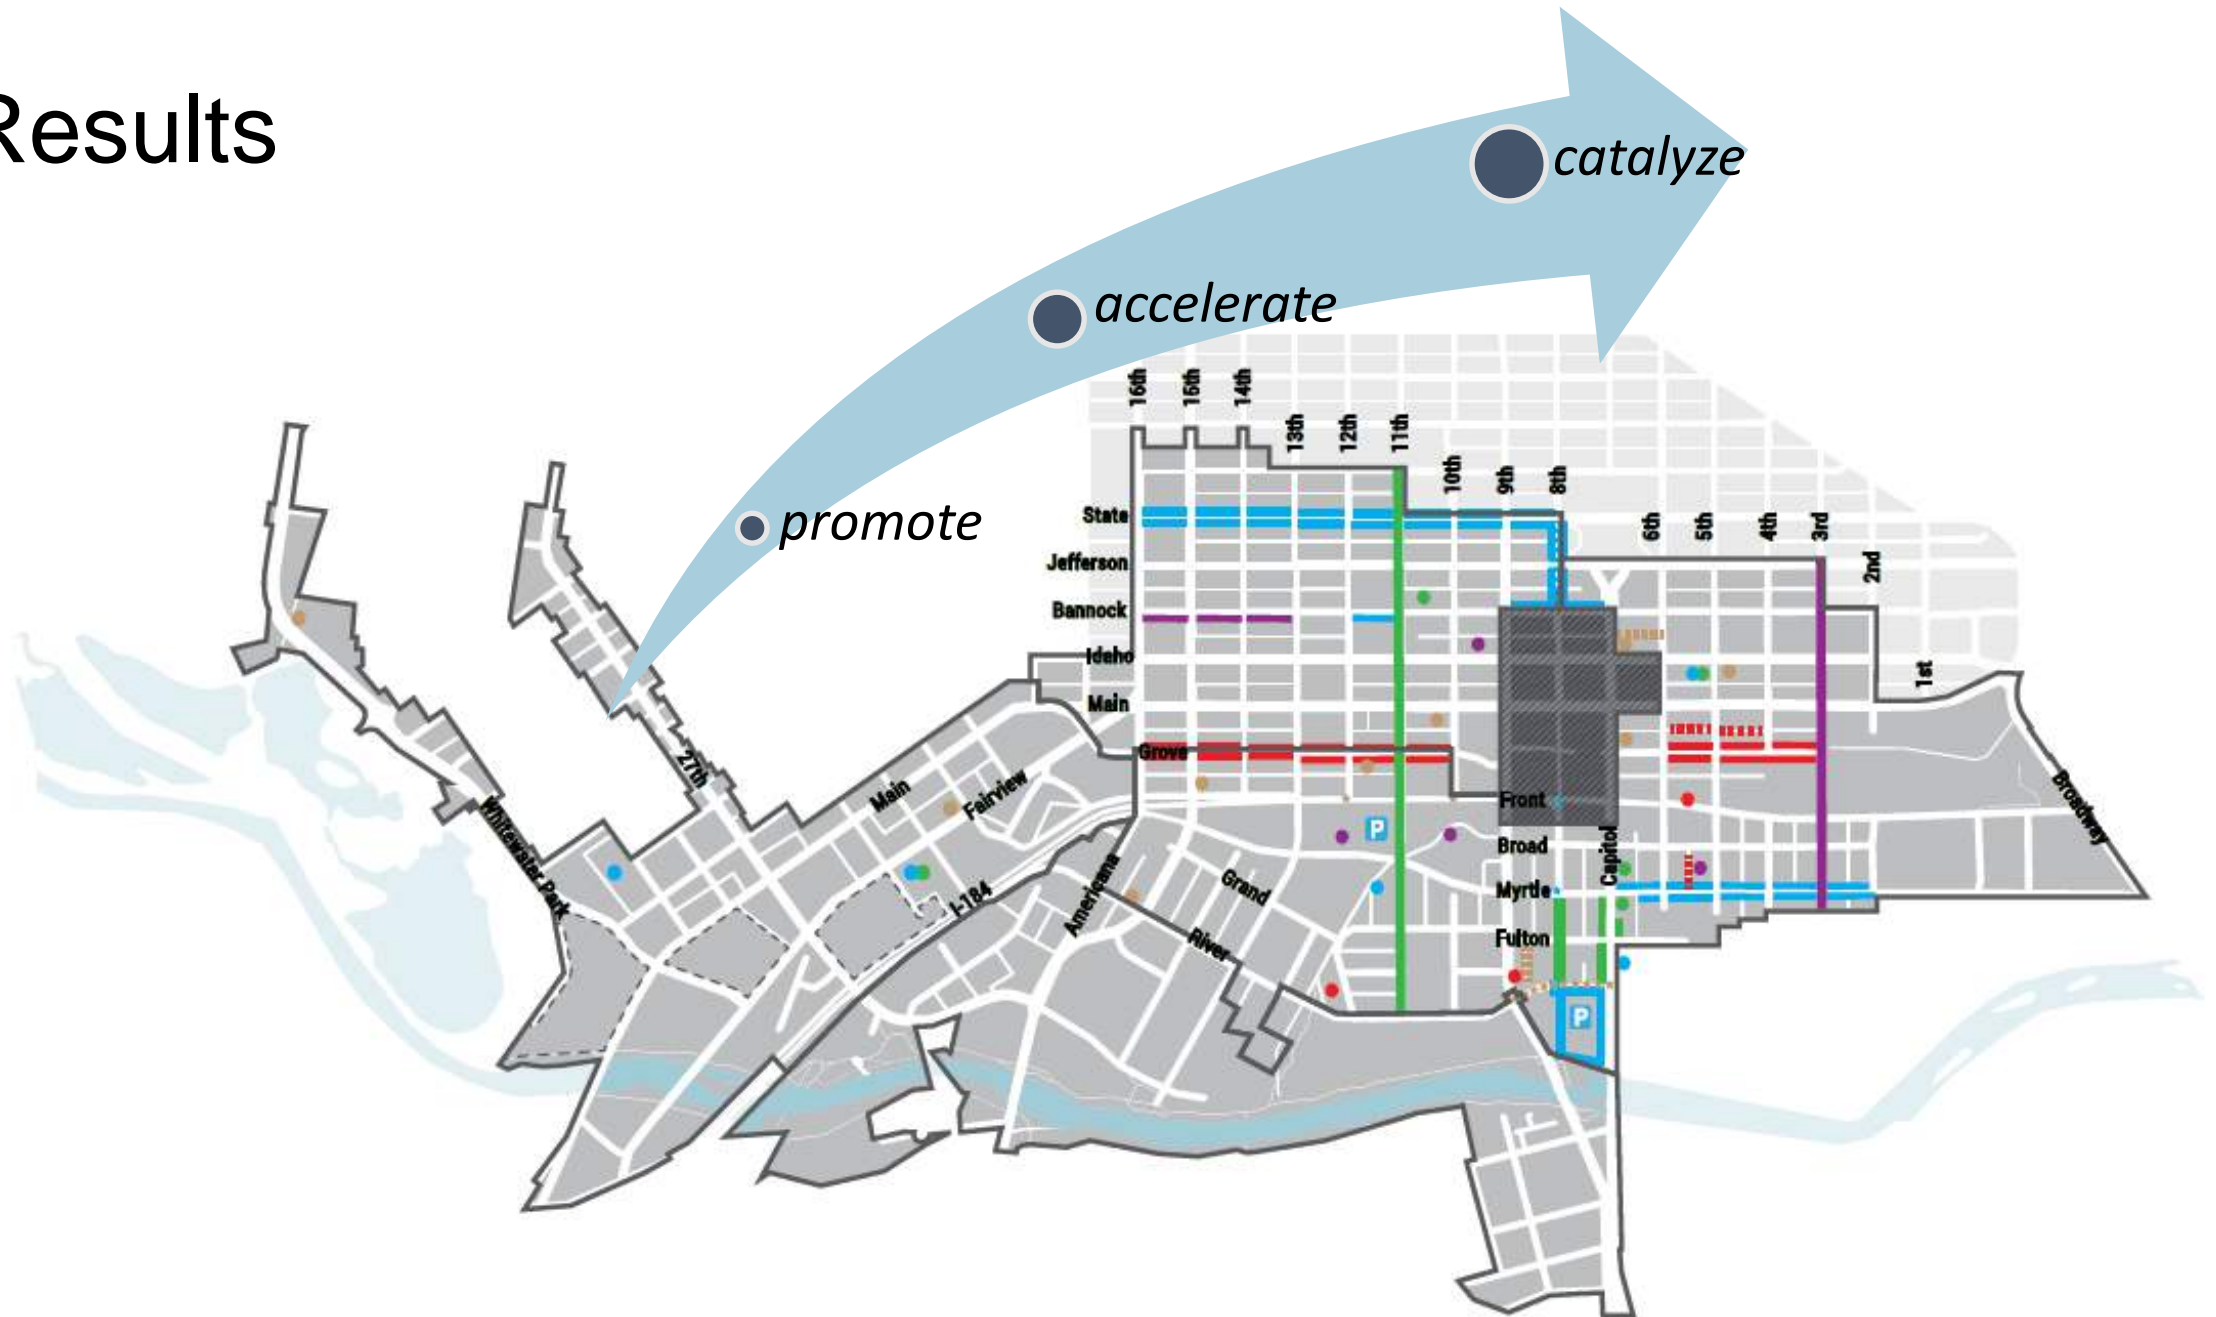 Results
catalyze
accelerate
promote
16th
15th
14th
13th
12th
11th
10th
9th
8th
6th
5th
4th
3rd
2nd
1st
State
Jefferson
Bannock
Idaho
Main
Grove
Front
Broad
Capitol
Myrtle
Fulton
Broadway
27th
Main
Fairview
Whitewater Park
I-184
Americana
Grand
River
P
P